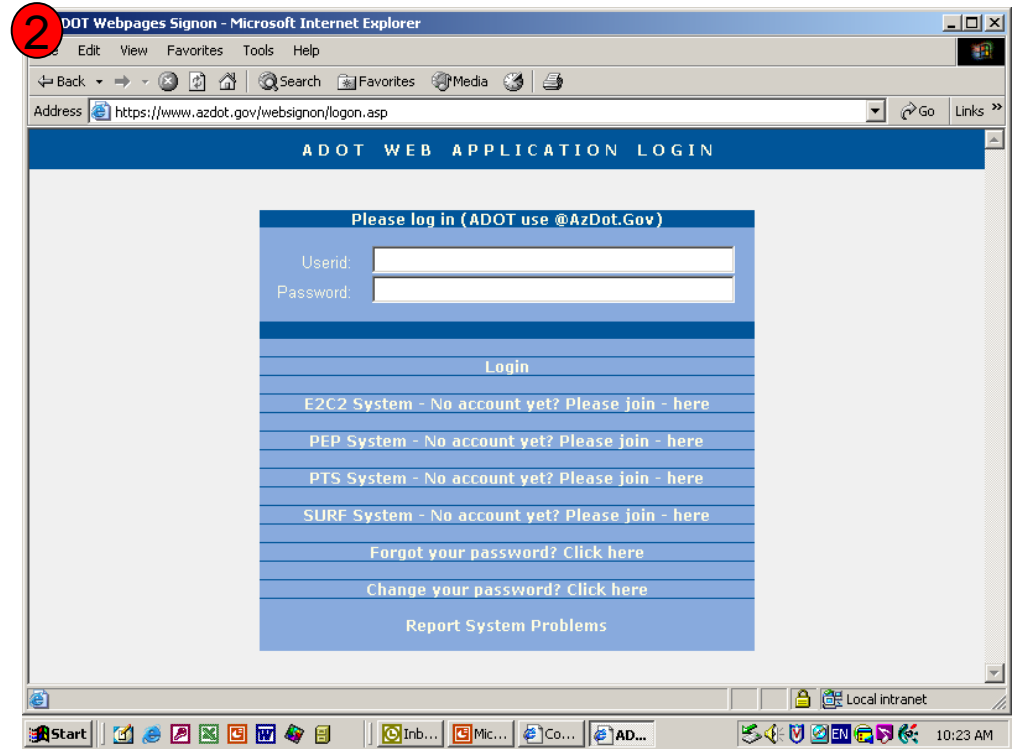 2
DOT Webpages Signon - Microsoft Internet Explorer
Edit View Favorites Tools Help
Back Search Favorites Media
Address https://www.azdot.gov/websignon/logon.asp Go Links »
ADOT WEB APPLICATION LOGIN
Please log in (ADOT use @AzDot.Gov)
Userid:
Password:
Login
E2C2 System - No account yet? Please join - here
PEP System - No account yet? Please join - here
PTS System - No account yet? Please join - here
SURF System - No account yet? Please join - here
Forgot your password? Click here
Change your password? Click here
Report System Problems
Local intranet
Start Inb... Mic... Co... AD... EN 10:23 AM